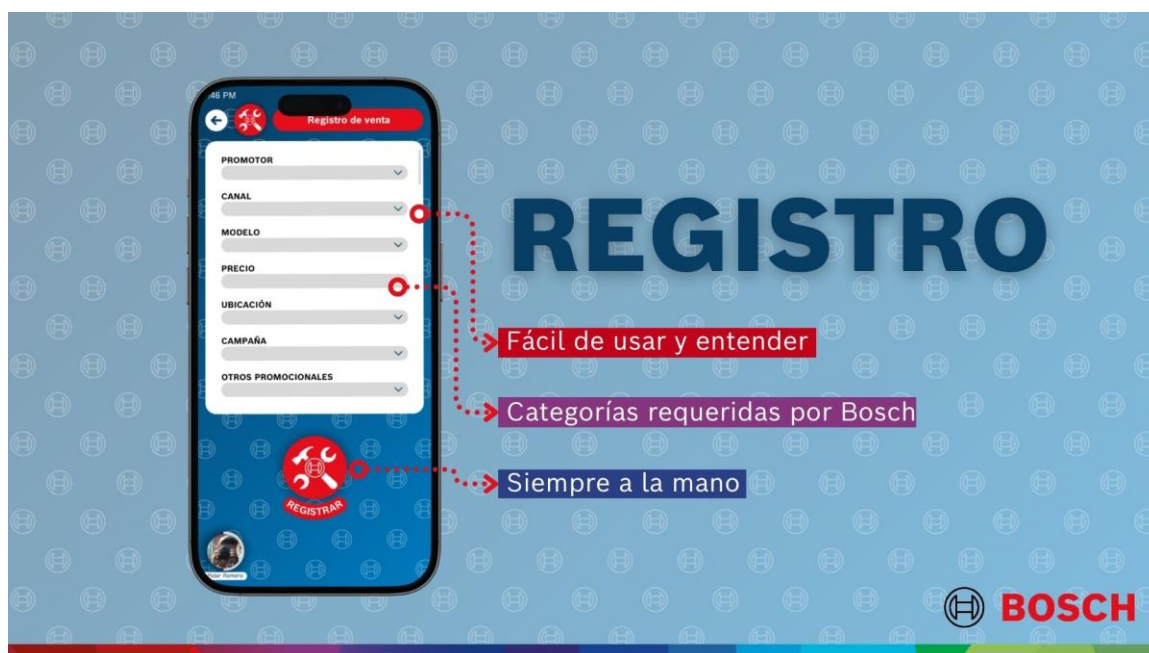 :46 PM
Registro de venta
PROMOTOR
CANAL
MODELO
PRECIO
UBICACIÓN
CAMPAÑA
OTROS PROMOCIONALES
REGISTRAR
Romero
REGISTRO
Fácil de usar y entender
Categorías requeridas por Bosch
Siempre a la mano
BOSCH